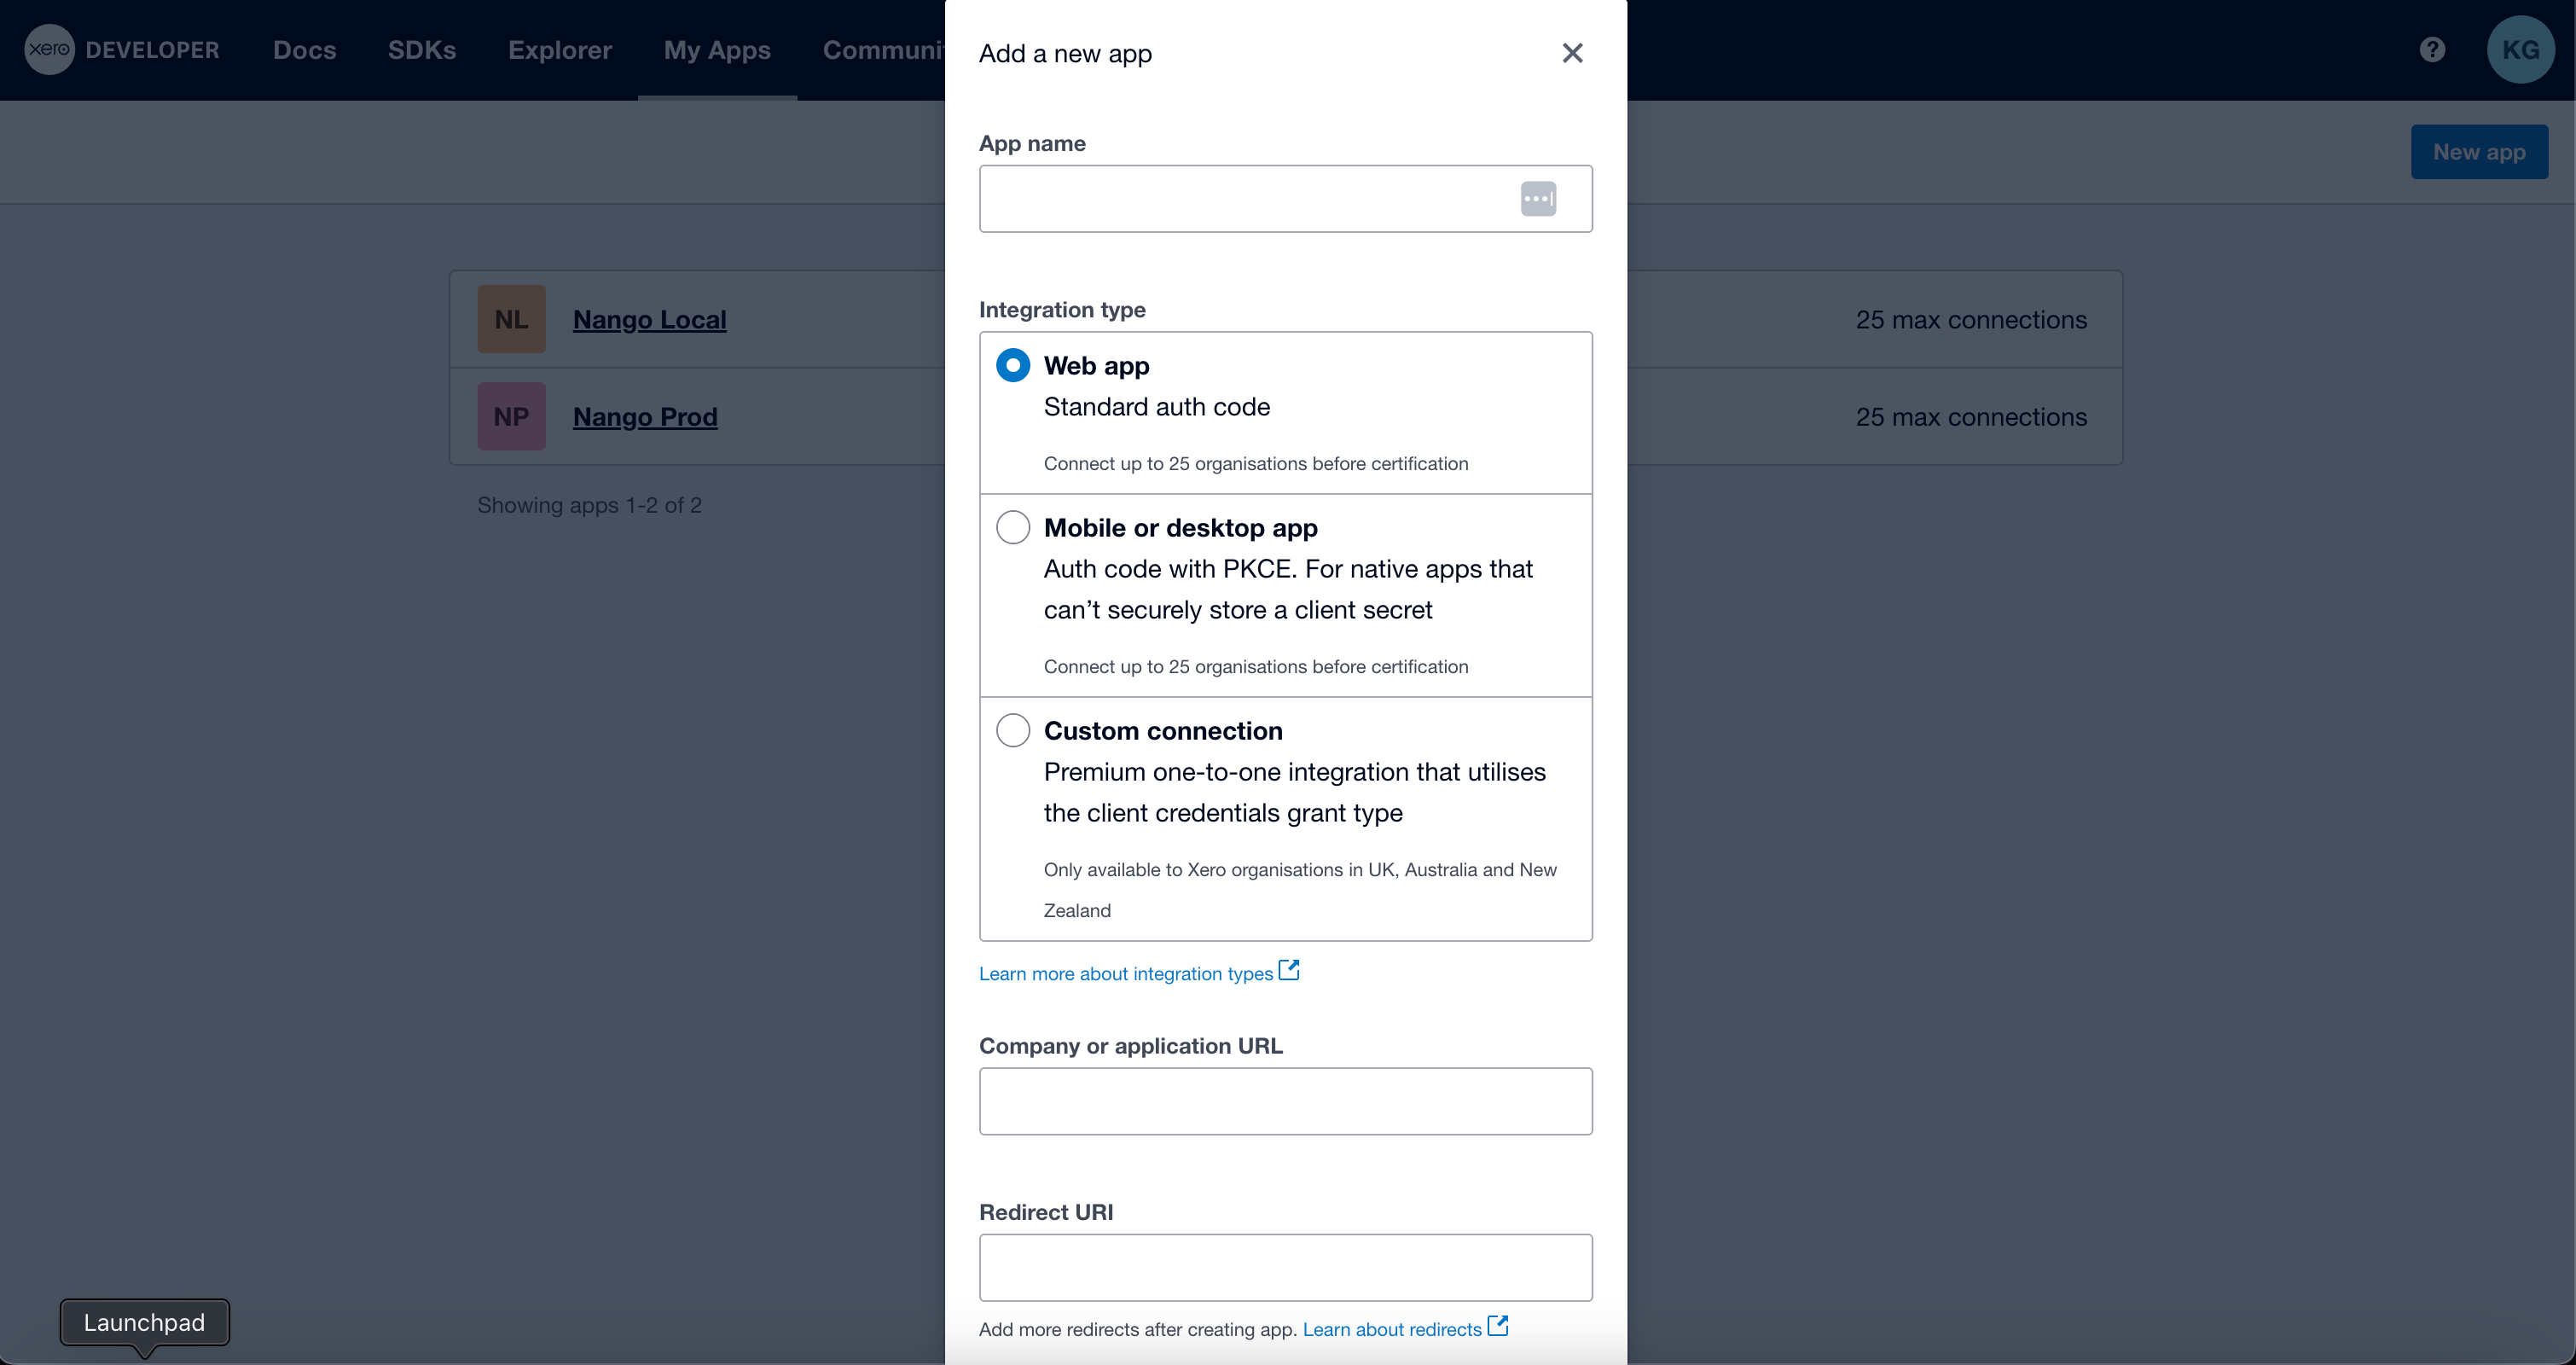 xero DEVELOPER Docs SDKs Explorer My Apps Communi ? KG
New app
NL Nango Local 25 max connections
NP Nango Prod 25 max connections
Showing apps 1-2 of 2
Add a new app
App name
Integration type
Web app
Standard auth code
Connect up to 25 organisations before certification
Mobile or desktop app
Auth code with PKCE. For native apps that
can’t securely store a client secret
Connect up to 25 organisations before certification
Custom connection
Premium one-to-one integration that utilises
the client credentials grant type
Only available to Xero organisations in UK, Australia and New
Zealand
Learn more about integration types
Company or application URL
Redirect URI
Add more redirects after creating app. Learn about redirects
Launchpad